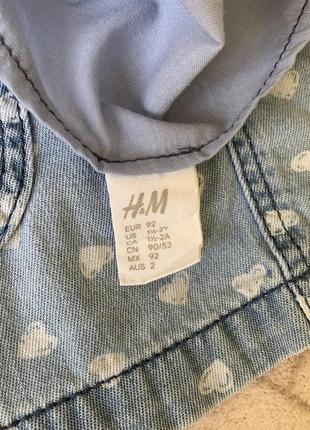 H&M
EUR 92
US 1½-2Y
CA 1½-2A
CN 90/52
MX 92
AUS 2